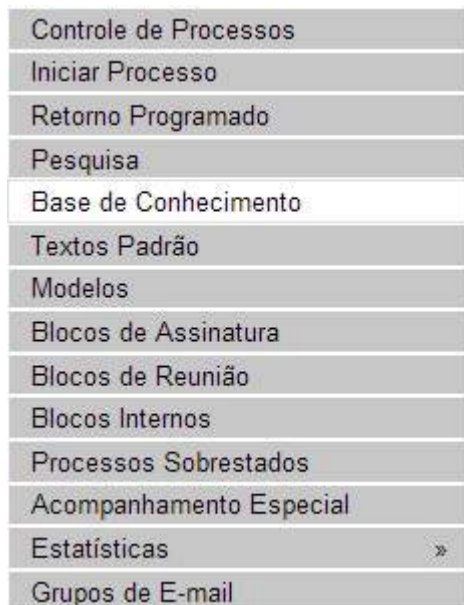 Controle de Processos
Iniciar Processo
Retorno Programado
Pesquisa
Base de Conhecimento
Textos Padrão
Modelos
Blocos de Assinatura
Blocos de Reunião
Blocos Internos
Processos Sobrestados
Acompanhamento Especial
Estatísticas »
Grupos de E-mail